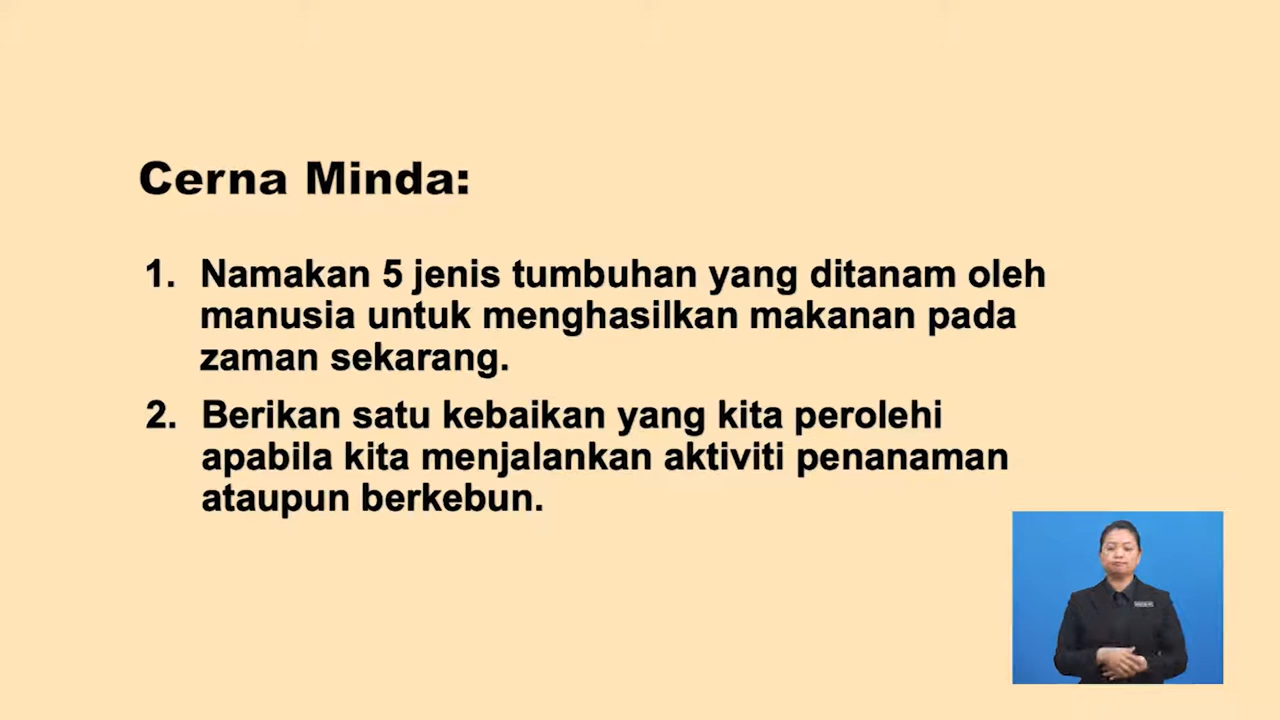 Cerna Minda:
1. Namakan 5 jenis tumbuhan yang ditanam oleh
manusia untuk menghasilkan makanan pada
zaman sekarang.
2. Berikan satu kebaikan yang kita perolehi
apabila kita menjalankan aktiviti penanaman
ataupun berkebun.